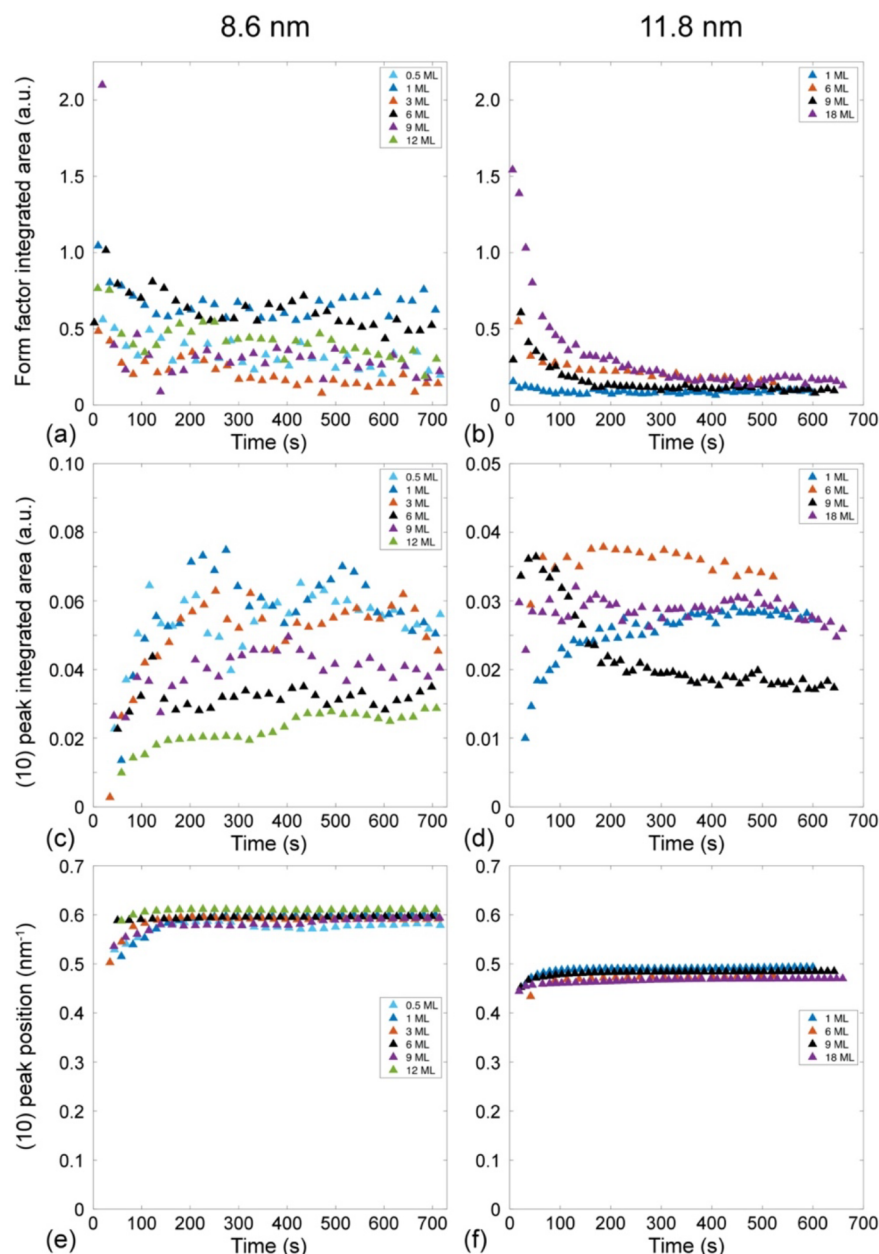 8.6 nm
11.8 nm
Form factor integrated area (a.u.)
2.0
1.5
1.0
0.5
0
0.5 ML
1 ML
3 ML
6 ML
9 ML
12 ML
0 100 200 300 400 500 600 700
(a)
Time (s)
2.0
1.5
1.0
0.5
0
1 ML
6 ML
9 ML
18 ML
0 100 200 300 400 500 600 700
(b)
Time (s)
(10) peak integrated area (a.u.)
0.10
0.08
0.06
0.04
0.02
0
0.5 ML
1 ML
3 ML
6 ML
9 ML
12 ML
0 100 200 300 400 500 600 700
(c)
Time (s)
0.05
0.04
0.03
0.02
0.01
0
1 ML
6 ML
9 ML
18 ML
0 100 200 300 400 500 600 700
(d)
Time (s)
(10) peak position (nm⁻¹)
0.7
0.6
0.5
0.4
0.3
0.2
0.1
0
0.5 ML
1 ML
3 ML
6 ML
9 ML
12 ML
0 100 200 300 400 500 600 700
(e)
Time (s)
0.7
0.6
0.5
0.4
0.3
0.2
0.1
0
1 ML
6 ML
9 ML
18 ML
0 100 200 300 400 500 600 700
(f)
Time (s)